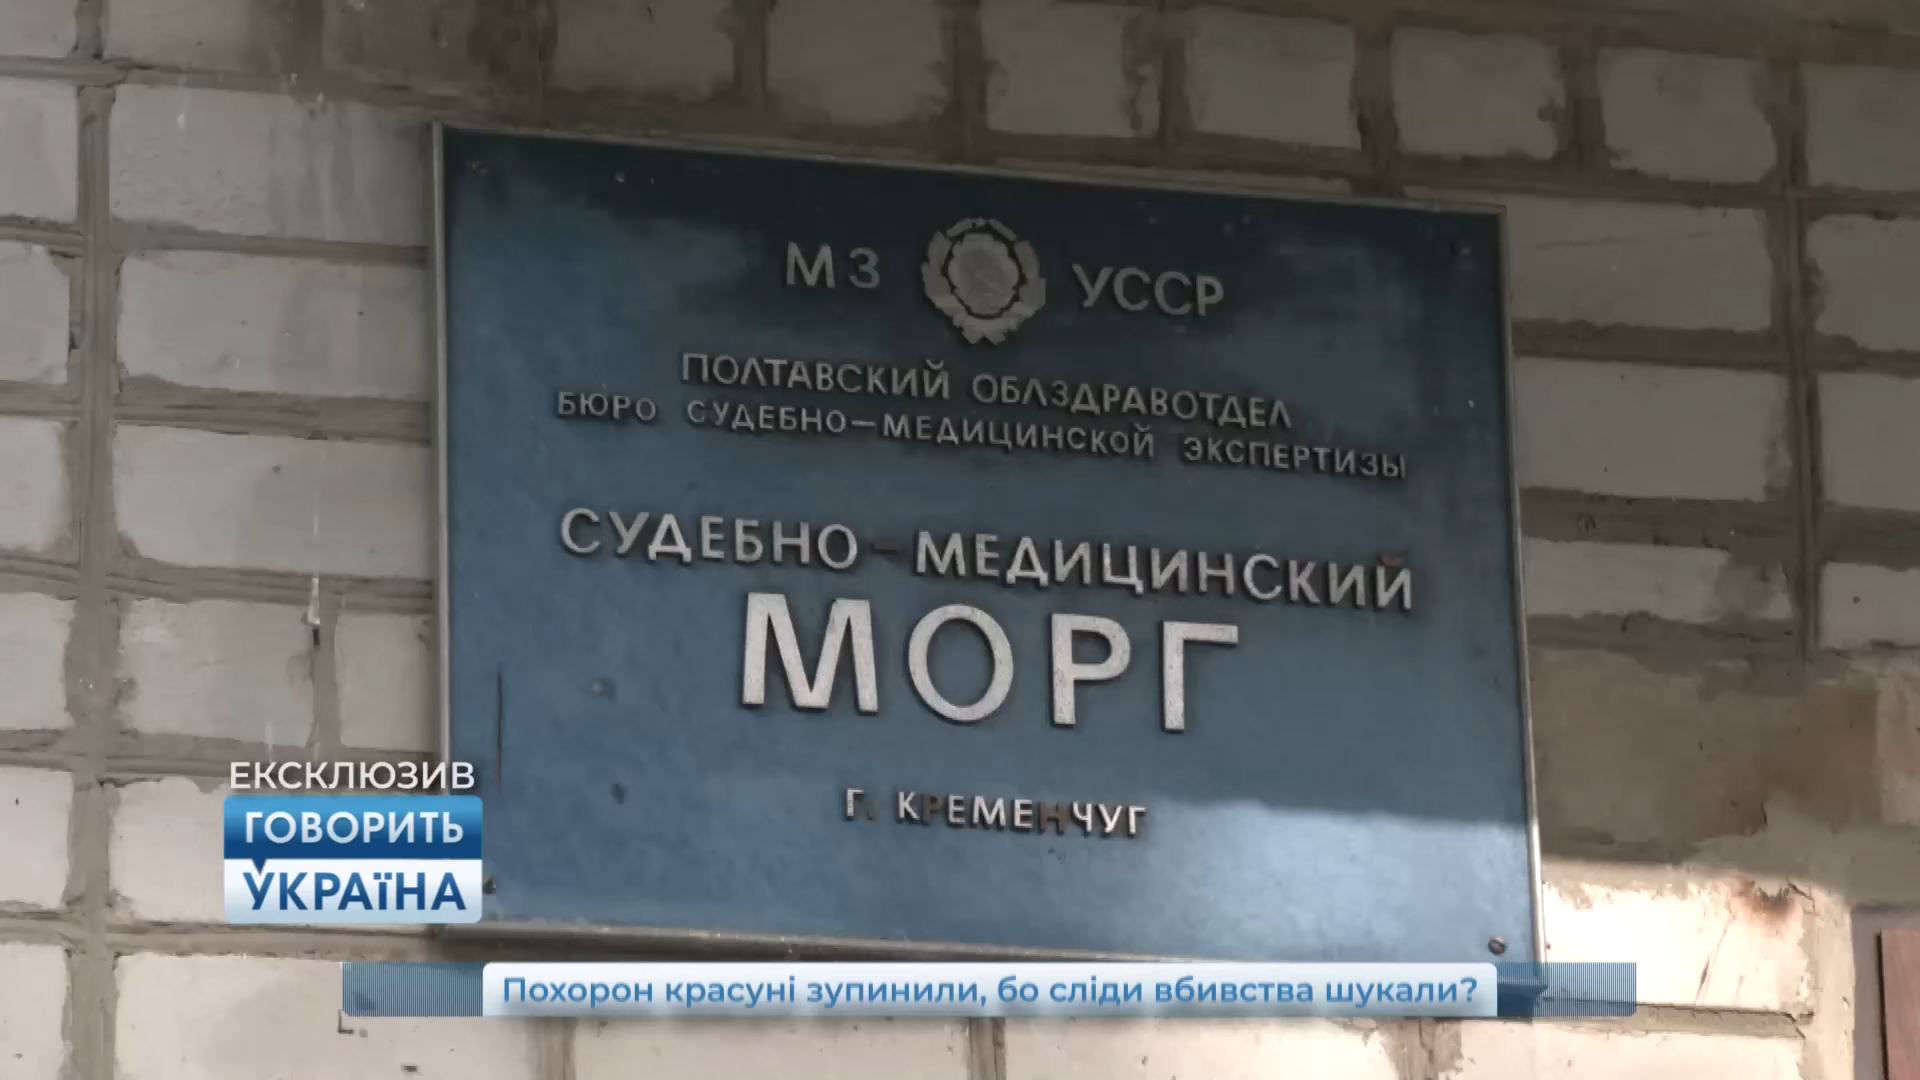 МЗ УССР
ПОЛТАВСКИЙ ОБЛЗДРАВОТДЕЛ
БЮРО СУДЕБНО-МЕДИЦИНСКОЙ ЭКСПЕРТИЗЫ
СУДЕБНО-МЕДИЦИНСКИЙ
МОРГ
Г. КРЕМЕНЧУГ
ЕКСКЛЮЗИВ
ГОВОРИТЬ
УКРАЇНА
Похорон красуні зупинили, бо сліди вбивства шукали?